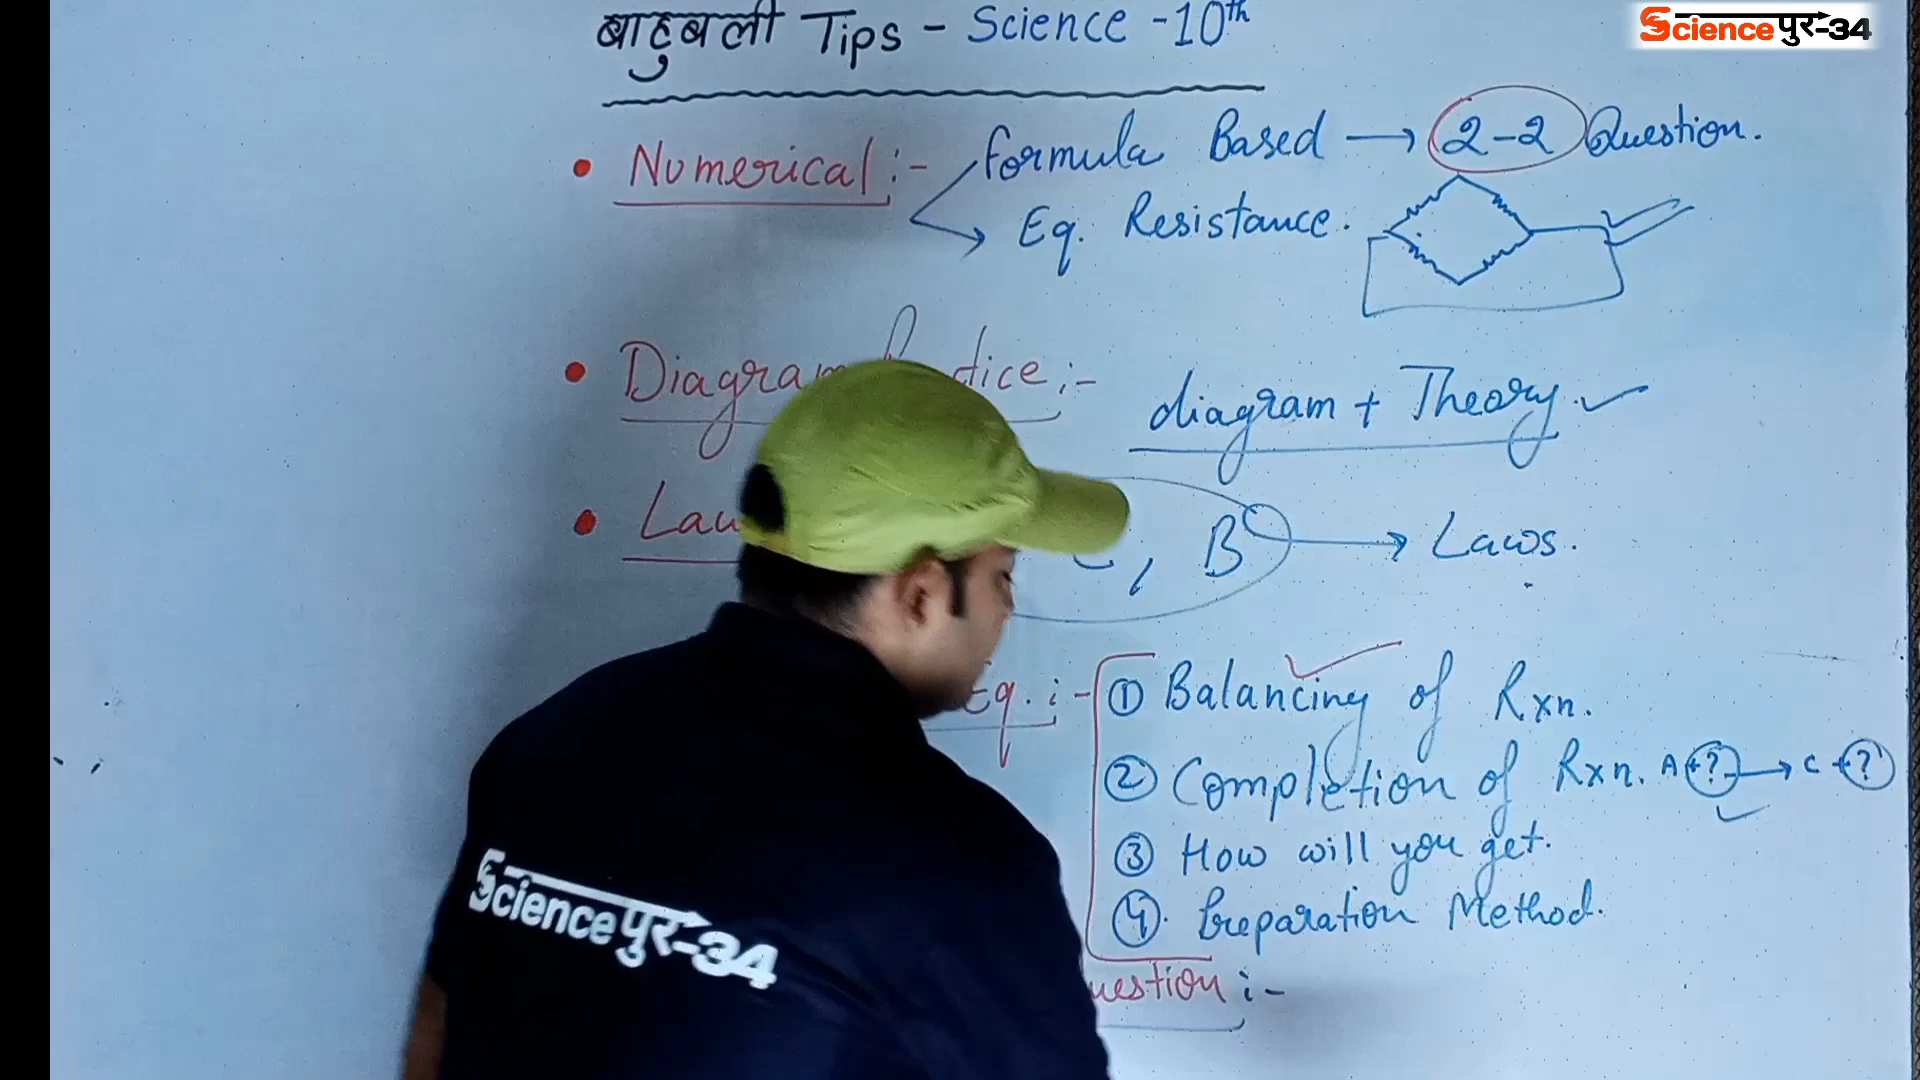 बाहुबली Tips - Science - 10th
Scienceपुर-34
• Numerical :- Formula Based → 2-2 Question.
→ Eq. Resistance.
• Diagram :- diagram + Theory ✓
• , B → Laws.
Eq. :- ① Balancing of Rxn.
② Completion of Rxn. A + ? → C + ?
③ How will you get.
④. Preparation Method.
:-
Scienceपुर-34